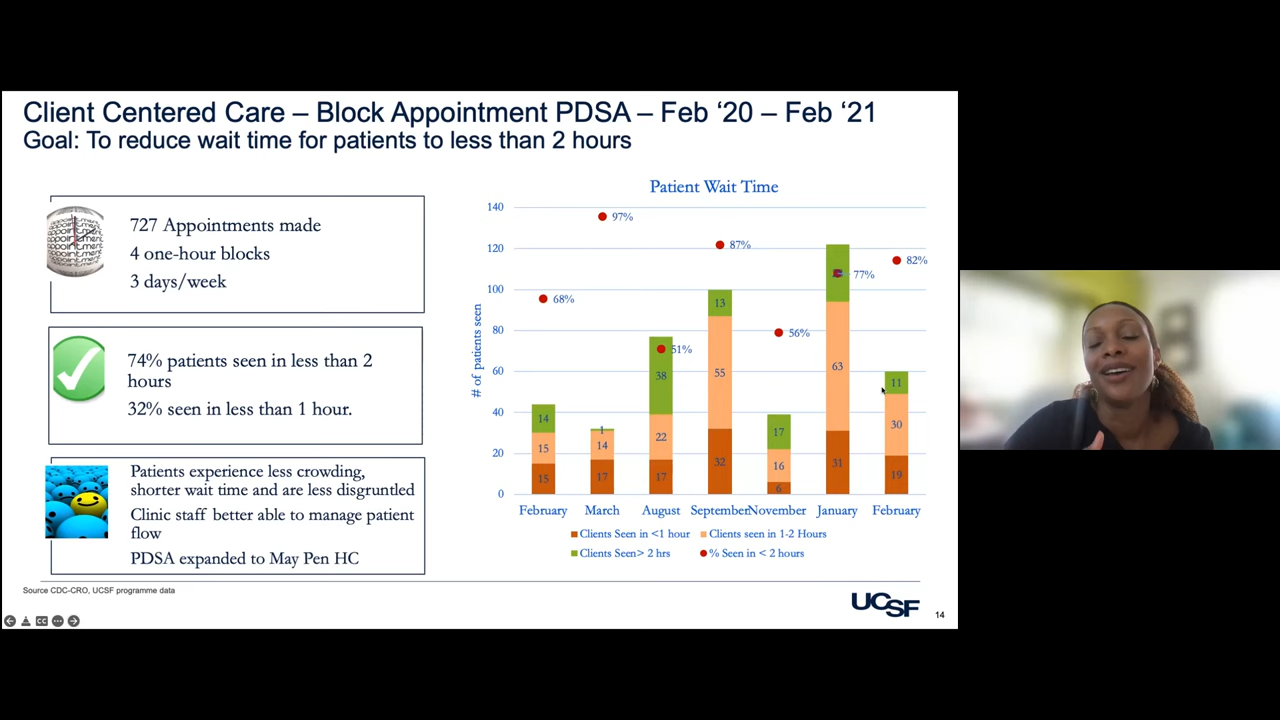 Client Centered Care – Block Appointment PDSA – Feb ‘20 – Feb ‘21
Goal: To reduce wait time for patients to less than 2 hours
727 Appointments made
4 one-hour blocks
3 days/week
74% patients seen in less than 2
hours
32% seen in less than 1 hour.
Patients experience less crowding,
shorter wait time and are less disgruntled
Clinic staff better able to manage patient
flow
PDSA expanded to May Pen HC
Patient Wait Time
# of patients seen
140
120
100
80
60
40
20
0
68%
97%
51%
87%
56%
77%
82%
14
15
15
1
14
17
38
22
17
13
55
32
17
16
6
63
31
11
30
19
February
March
August
September
November
January
February
Clients Seen in <1 hour
Clients seen in 1-2 Hours
Clients Seen> 2 hrs
% Seen in < 2 hours
Source CDC-CRO, UCSF programme data
UCSF
14
CC